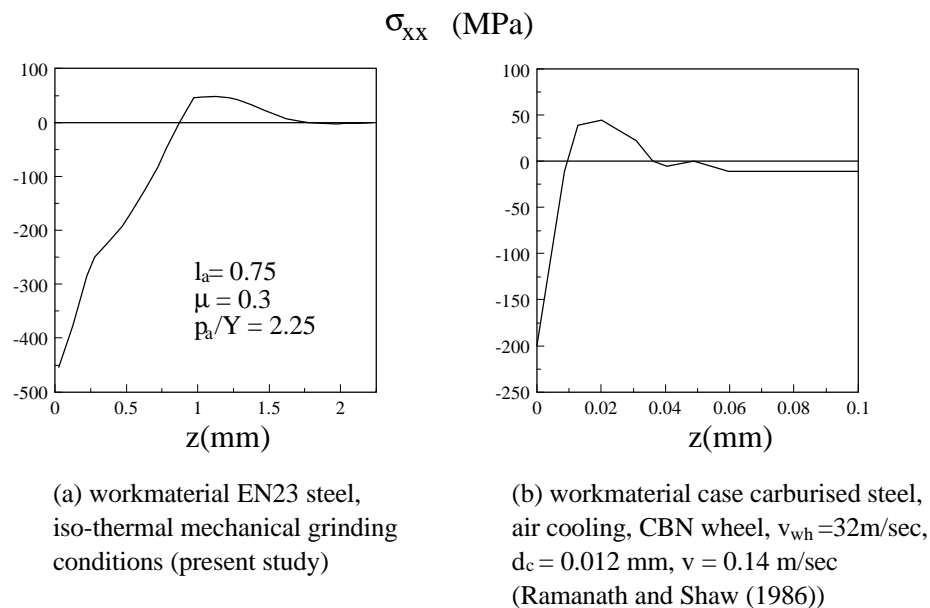 σxx (MPa)
100
0
-100
-200
-300
-400
-500
0 0.5 1 1.5 2
z(mm)
la= 0.75
μ = 0.3
pa/Y = 2.25
100
50
0
-50
-100
-150
-200
-250
0 0.02 0.04 0.06 0.08 0.1
z(mm)
(a) workmaterial EN23 steel,
iso-thermal mechanical grinding
conditions (present study)
(b) workmaterial case carburised steel,
air cooling, CBN wheel, vwh =32m/sec,
dc = 0.012 mm, v = 0.14 m/sec
(Ramanath and Shaw (1986))